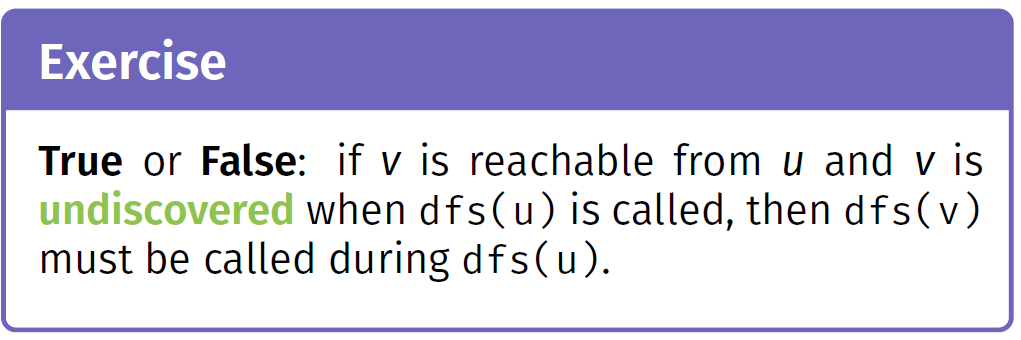 Exercise
True or False: if v is reachable from u and v is
undiscovered when dfs(u) is called, then dfs(v)
must be called during dfs(u).